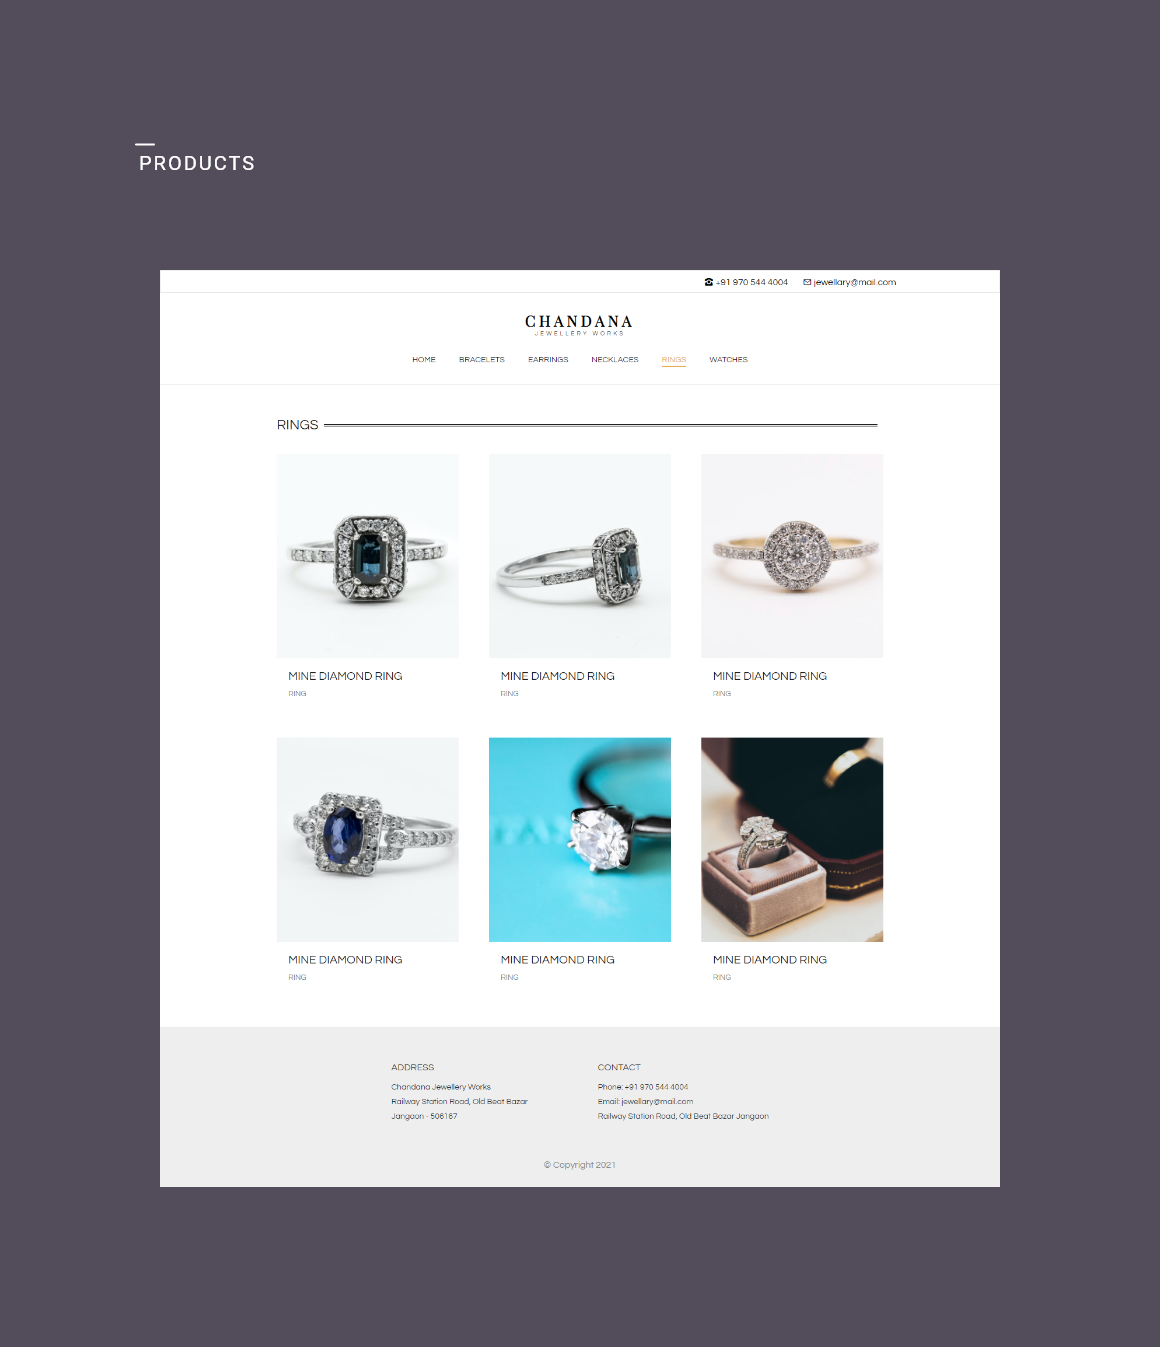 PRODUCTS
+91 970 544 4004 jewellary@mail.com
CHANDANA
JEWELLERY WORKS
HOME BRACELETS EARRINGS NECKLACES RINGS WATCHES
RINGS
MINE DIAMOND RING MINE DIAMOND RING MINE DIAMOND RING
RING RING RING
MINE DIAMOND RING MINE DIAMOND RING MINE DIAMOND RING
RING RING RING
ADDRESS CONTACT
Chandana Jewellery Works Phone: +91 970 544 4004
Railway Station Road, Old Beat Bazar Email: jewellary@mail.com
Jangaon - 506167 Railway Station Road, Old Beat Bazar Jangaon
© Copyright 2021